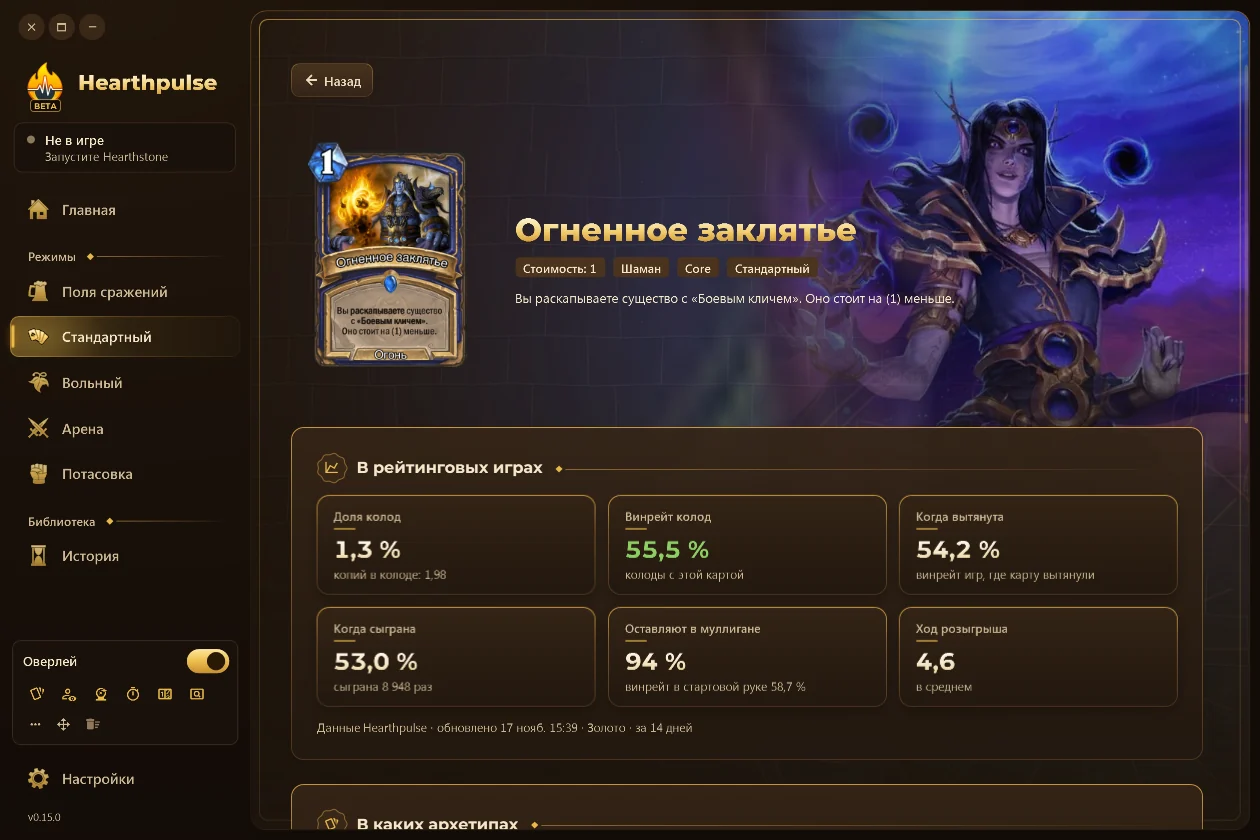 Hearthpulse
BETA
Не в игре
Запустите Hearthstone
Главная
Режимы
Поля сражений
Стандартный
Вольный
Арена
Потасовка
Библиотека
История
Оверлей
Настройки
v0.15.0
Назад
1
Огненное заклятье
Вы раскапываете существо
с «Боевым кличем».
Оно стоит на (1) меньше.
Огонь
Огненное заклятье
Стоимость: 1
Шаман
Core
Стандартный
Вы раскапываете существо с «Боевым кличем». Оно стоит на (1) меньше.
В рейтинговых играх
Доля колод
1,3 %
копий в колоде: 1,98
Винрейт колод
55,5 %
колоды с этой картой
Когда вытянута
54,2 %
винрейт игр, где карту вытянули
Когда сыграна
53,0 %
сыграна 8 948 раз
Оставляют в муллигане
94 %
винрейт в стартовой руке 58,7 %
Ход розыгрыша
4,6
в среднем
Данные Hearthpulse · обновлено 17 нояб. 15:39 · Золото · за 14 дней
В каких архетипах